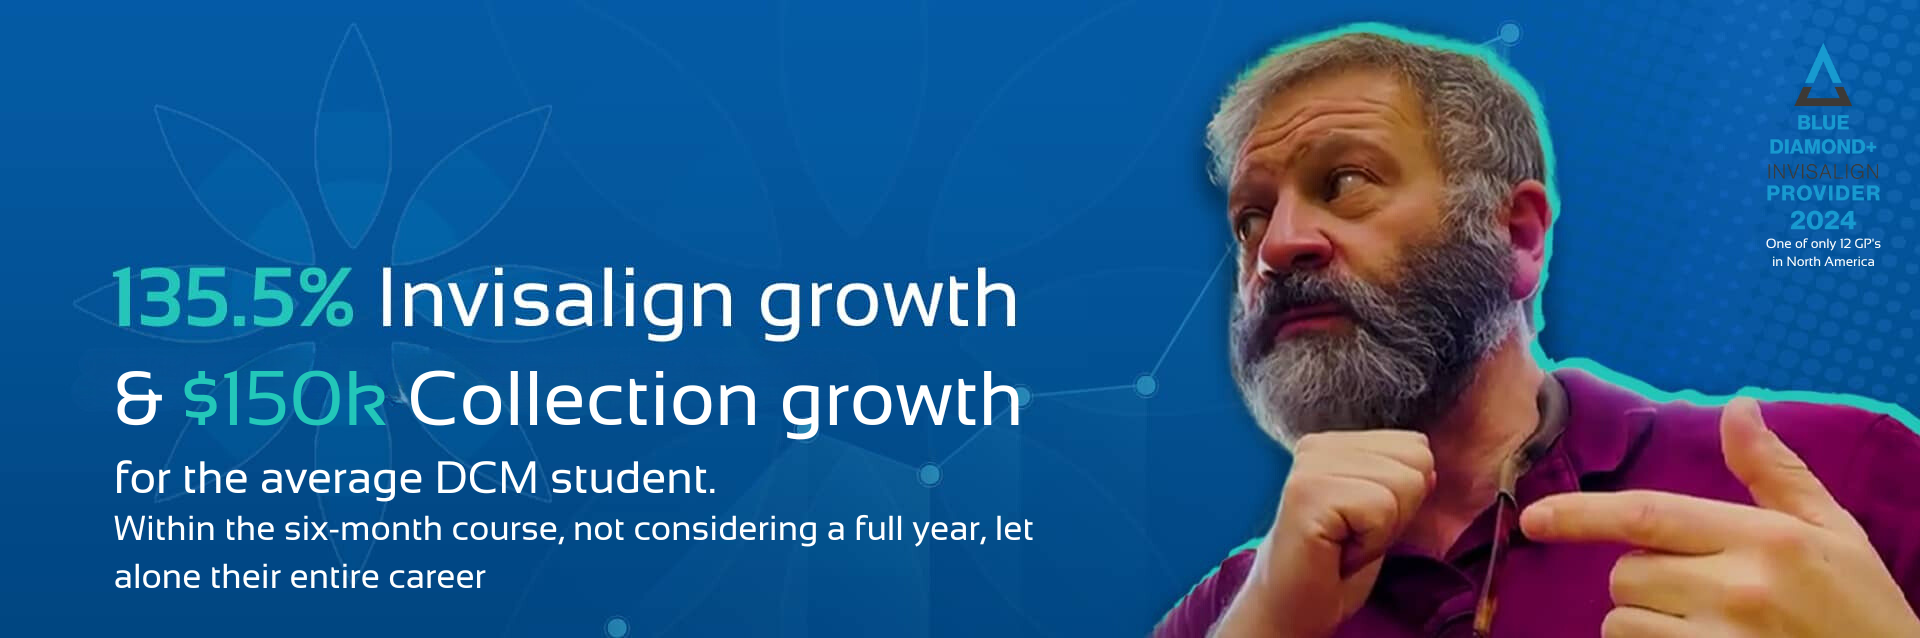 135.5% Invisalign growth
& $150k Collection growth
for the average DCM student.
Within the six-month course, not considering a full year, let
alone their entire career
BLUE
DIAMOND+
INVISALIGN
PROVIDER
2024
One of only 12 GP's
in North America